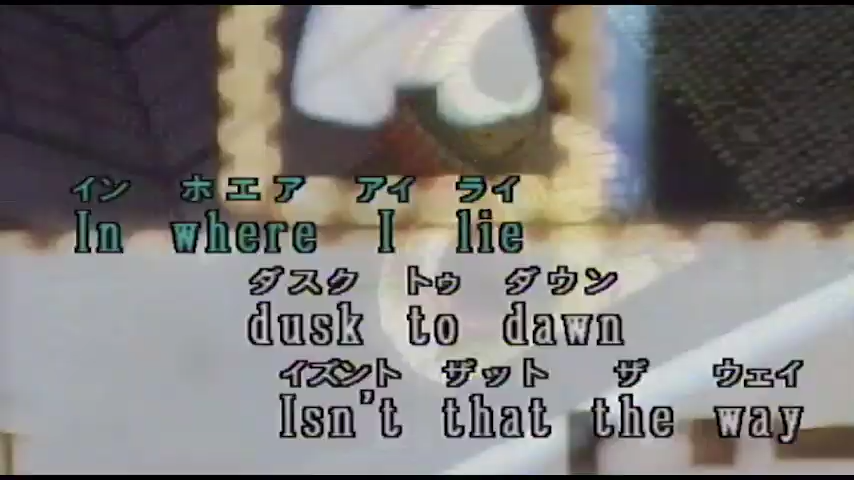 イン ホエア アイ ライ
In where I lie
ダスク トゥ ダウン
dusk to dawn
イズント ザット ザ ウェイ
Isn't that the way